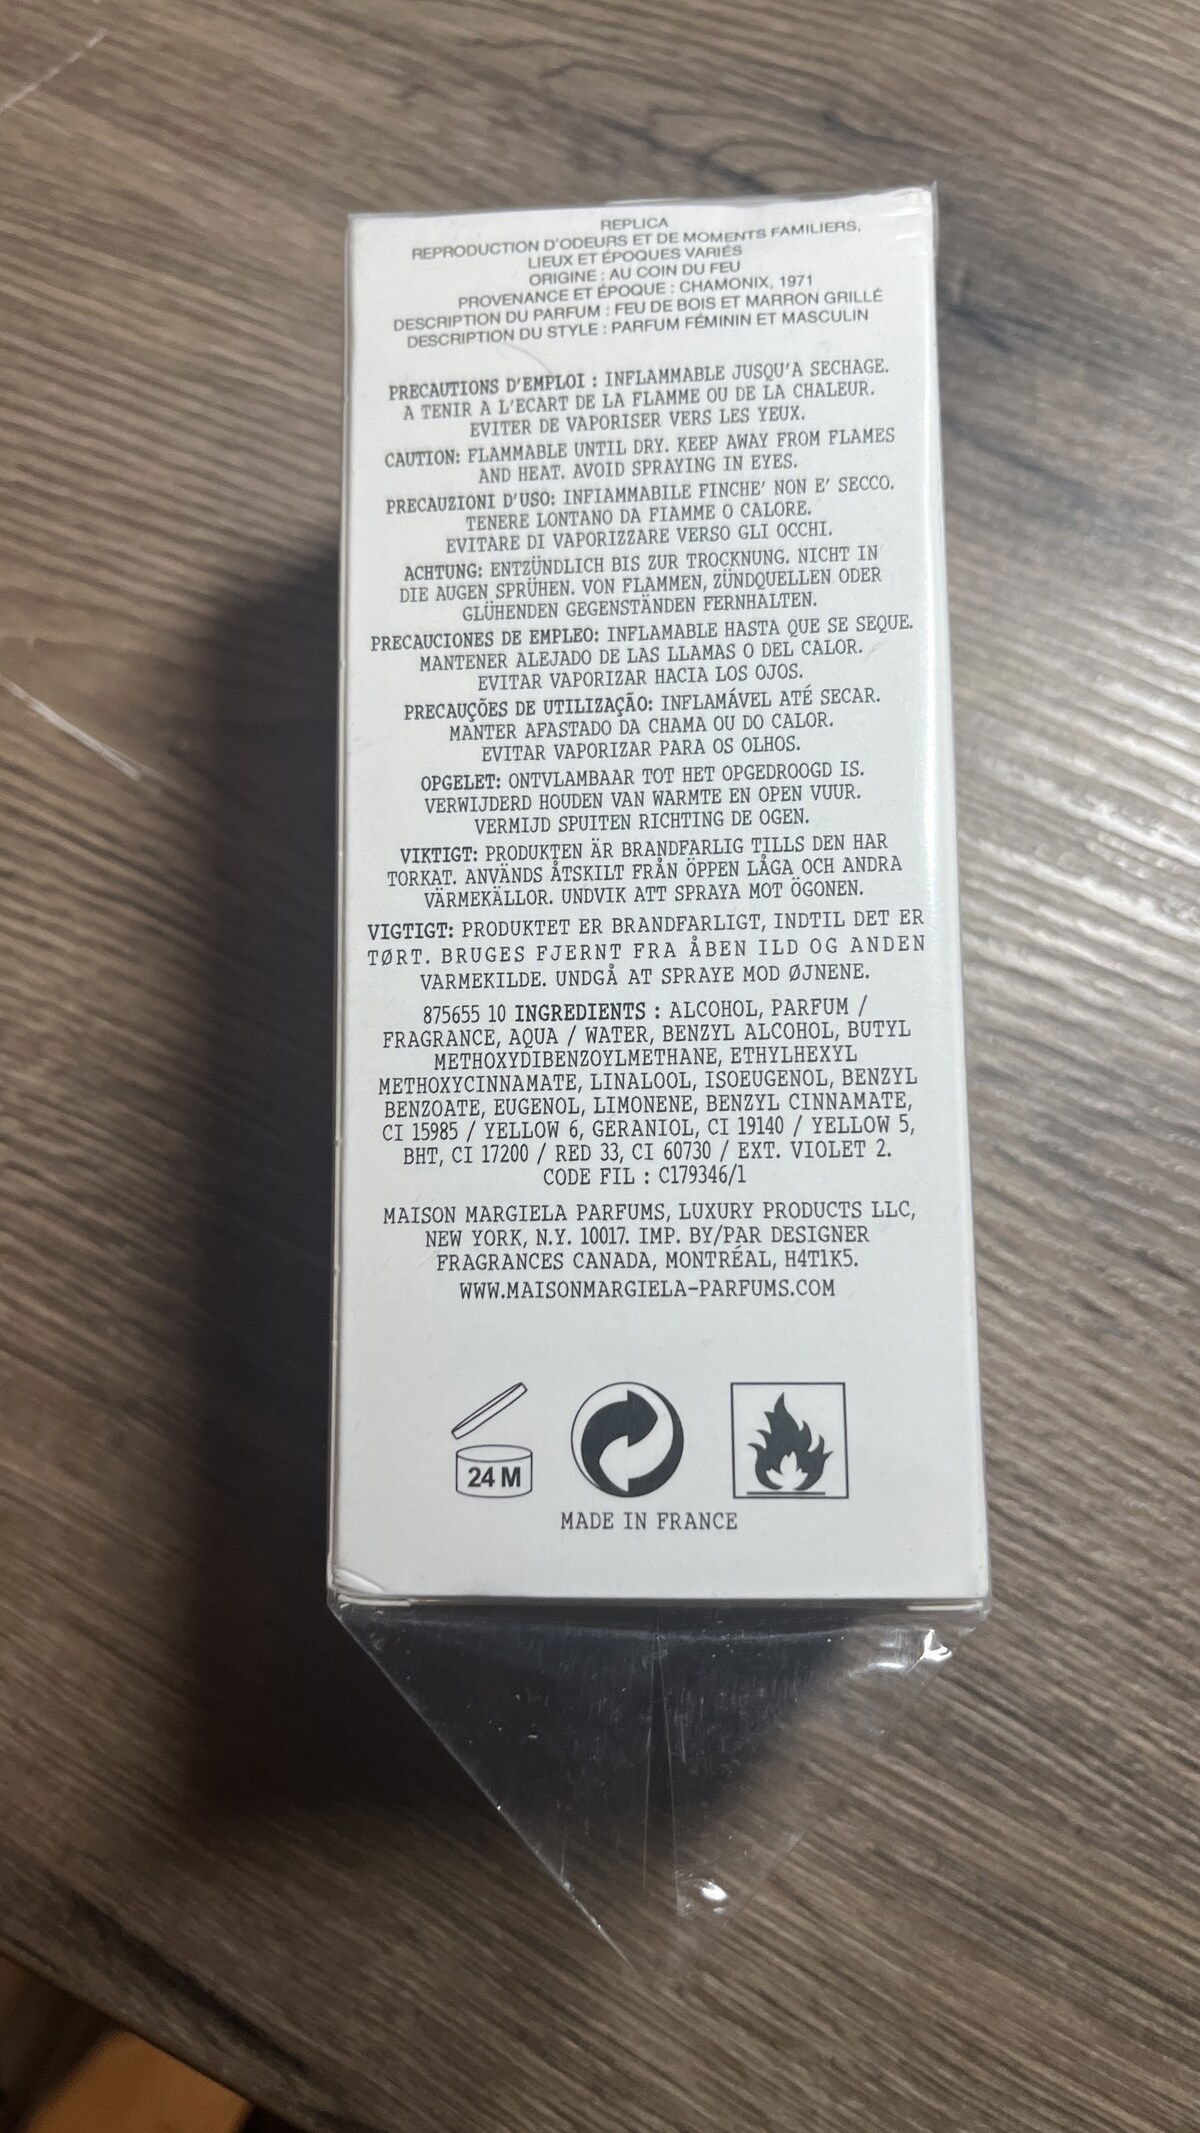 REPLICA
REPRODUCTION D'ODEURS ET DE MOMENTS FAMILIERS,
LIEUX ET ÉPOQUES VARIÉS
ORIGINE : AU COIN DU FEU
PROVENANCE ET ÉPOQUE : CHAMONIX, 1971
DESCRIPTION DU PARFUM : FEU DE BOIS ET MARRON GRILLÉ
DESCRIPTION DU STYLE : PARFUM FÉMININ ET MASCULIN
PRECAUTIONS D'EMPLOI : INFLAMMABLE JUSQU'A SECHAGE.
A TENIR A L'ECART DE LA FLAMME OU DE LA CHALEUR.
EVITER DE VAPORISER VERS LES YEUX.
CAUTION: FLAMMABLE UNTIL DRY. KEEP AWAY FROM FLAMES
AND HEAT. AVOID SPRAYING IN EYES.
PRECAUZIONI D'USO: INFIAMMABILE FINCHE' NON E' SECCO.
TENERE LONTANO DA FIAMME O CALORE.
EVITARE DI VAPORIZZARE VERSO GLI OCCHI.
ACHTUNG: ENTZÜNDLICH BIS ZUR TROCKNUNG. NICHT IN
DIE AUGEN SPRÜHEN. VON FLAMMEN, ZÜNDQUELLEN ODER
GLÜHENDEN GEGENSTÄNDEN FERNHALTEN.
PRECAUCIONES DE EMPLEO: INFLAMABLE HASTA QUE SE SEQUE.
MANTENER ALEJADO DE LAS LLAMAS O DEL CALOR.
EVITAR VAPORIZAR HACIA LOS OJOS.
PRECAUÇÕES DE UTILIZAÇÃO: INFLAMÁVEL ATÉ SECAR.
MANTER AFASTADO DA CHAMA OU DO CALOR.
EVITAR VAPORIZAR PARA OS OLHOS.
OPGELET: ONTVLAMBAAR TOT HET OPGEDROOGD IS.
VERWIJDERD HOUDEN VAN WARMTE EN OPEN VUUR.
VERMIJD SPUITEN RICHTING DE OGEN.
VIKTIGT: PRODUKTEN ÄR BRANDFARLIG TILLS DEN HAR
TORKAT. ANVÄNDS ÅTSKILT FRÅN ÖPPEN LÅGA OCH ANDRA
VÄRMEKÄLLOR. UNDVIK ATT SPRAYA MOT ÖGONEN.
VIGTIGT: PRODUKTET ER BRANDFARLIGT, INDTIL DET ER
TØRT. BRUGES FJERNT FRA ÅBEN ILD OG ANDEN
VARMEKILDE. UNDGÅ AT SPRAYE MOD ØJNENE.
875655 10 INGREDIENTS : ALCOHOL, PARFUM /
FRAGRANCE, AQUA / WATER, BENZYL ALCOHOL, BUTYL
METHOXYDIBENZOYLMETHANE, ETHYLHEXYL
METHOXYCINNAMATE, LINALOOL, ISOEUGENOL, BENZYL
BENZOATE, EUGENOL, LIMONENE, BENZYL CINNAMATE,
CI 15985 / YELLOW 6, GERANIOL, CI 19140 / YELLOW 5,
BHT, CI 17200 / RED 33, CI 60730 / EXT. VIOLET 2.
CODE FIL : C179346/1
MAISON MARGIELA PARFUMS, LUXURY PRODUCTS LLC,
NEW YORK, N.Y. 10017. IMP. BY/PAR DESIGNER
FRAGRANCES CANADA, MONTRÉAL, H4T1K5.
WWW.MAISONMARGIELA-PARFUMS.COM
24 M
MADE IN FRANCE